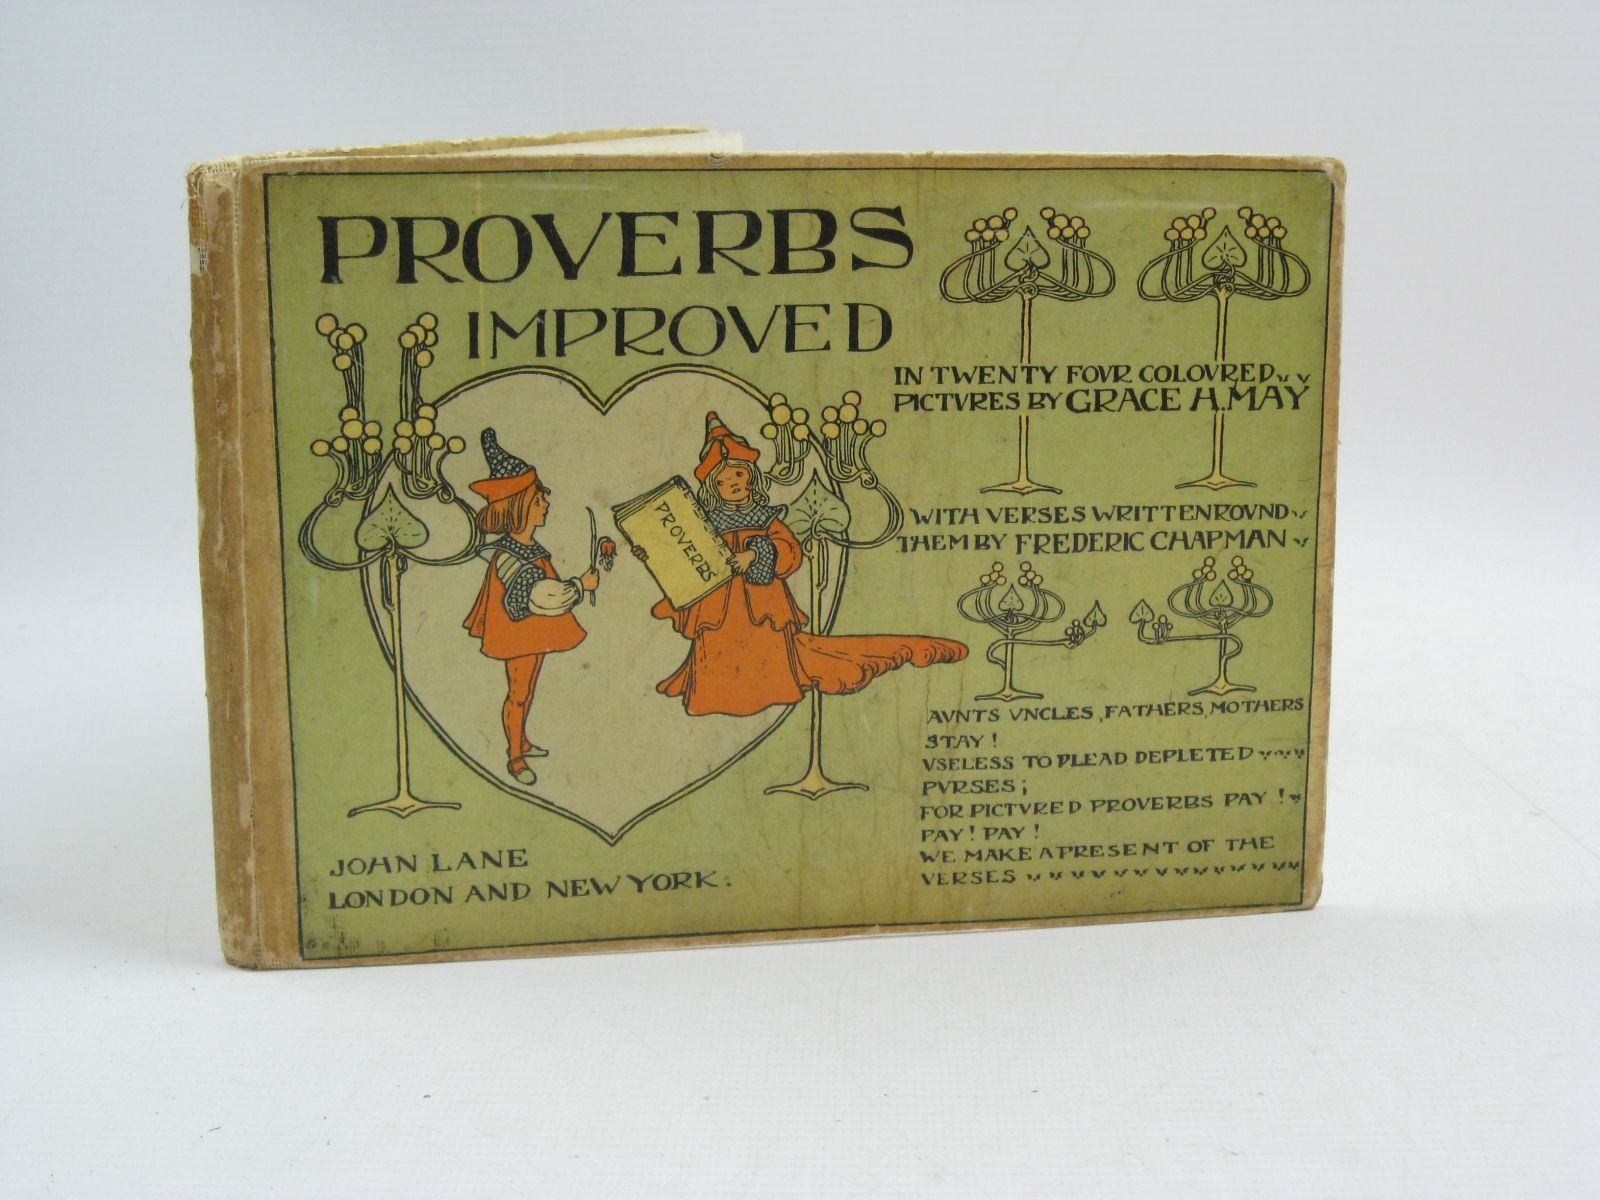 PROVERBS
IMPROVED
IN TWENTY FOVR COLOVRED
PICTVRES BY GRACE H. MAY
WITH VERSES WRITTEN ROVND
THEM BY FREDERIC CHAPMAN
PROVERBS
AVNTS VNCLES, FATHERS, MOTHERS
STAY!
VSELESS TO PLEAD DEPLETED
PVRSES;
FOR PICTVRED PROVERBS PAY!
PAY! PAY!
WE MAKE A PRESENT OF THE
VERSES
JOHN LANE
LONDON AND NEW YORK.